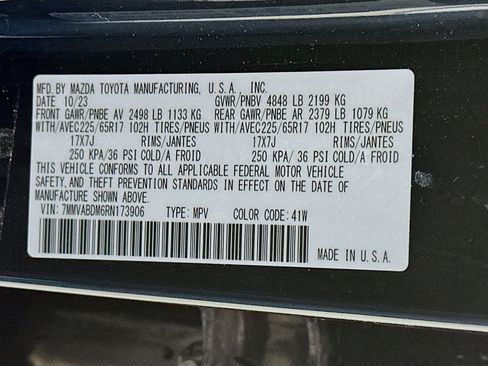 MFD. BY MAZDA TOYOTA MANUFACTURING, U.S.A., INC.
DATE 10/23 GVWR/PNBV 4848 LB 2199 KG
FRONT GAWR/PNBE AV 2498 LB 1133 KG REAR GAWR/PNBE AR 2379 LB 1079 KG
WITH/AVEC225/65R17 102H TIRES/PNEUS WITH/AVEC225/65R17 102H TIRES/PNEUS
17X7J RIMS/JANTES 17X7J RIMS/JANTES
250 KPA/36 PSI COLD/A FROID 250 KPA/36 PSI COLD/A FROID
THIS VEHICLE CONFORMS TO ALL APPLICABLE FEDERAL MOTOR VEHICLE
SAFETY, AND THEFT PREVENTION STANDARDS IN EFFECT ON THE DATE OF
MANUFACTURE SHOWN ABOVE.
VIN: 7MMVABDM6RN173906 TYPE: MPV COLOR CODE: 41W
MADE IN U.S.A.